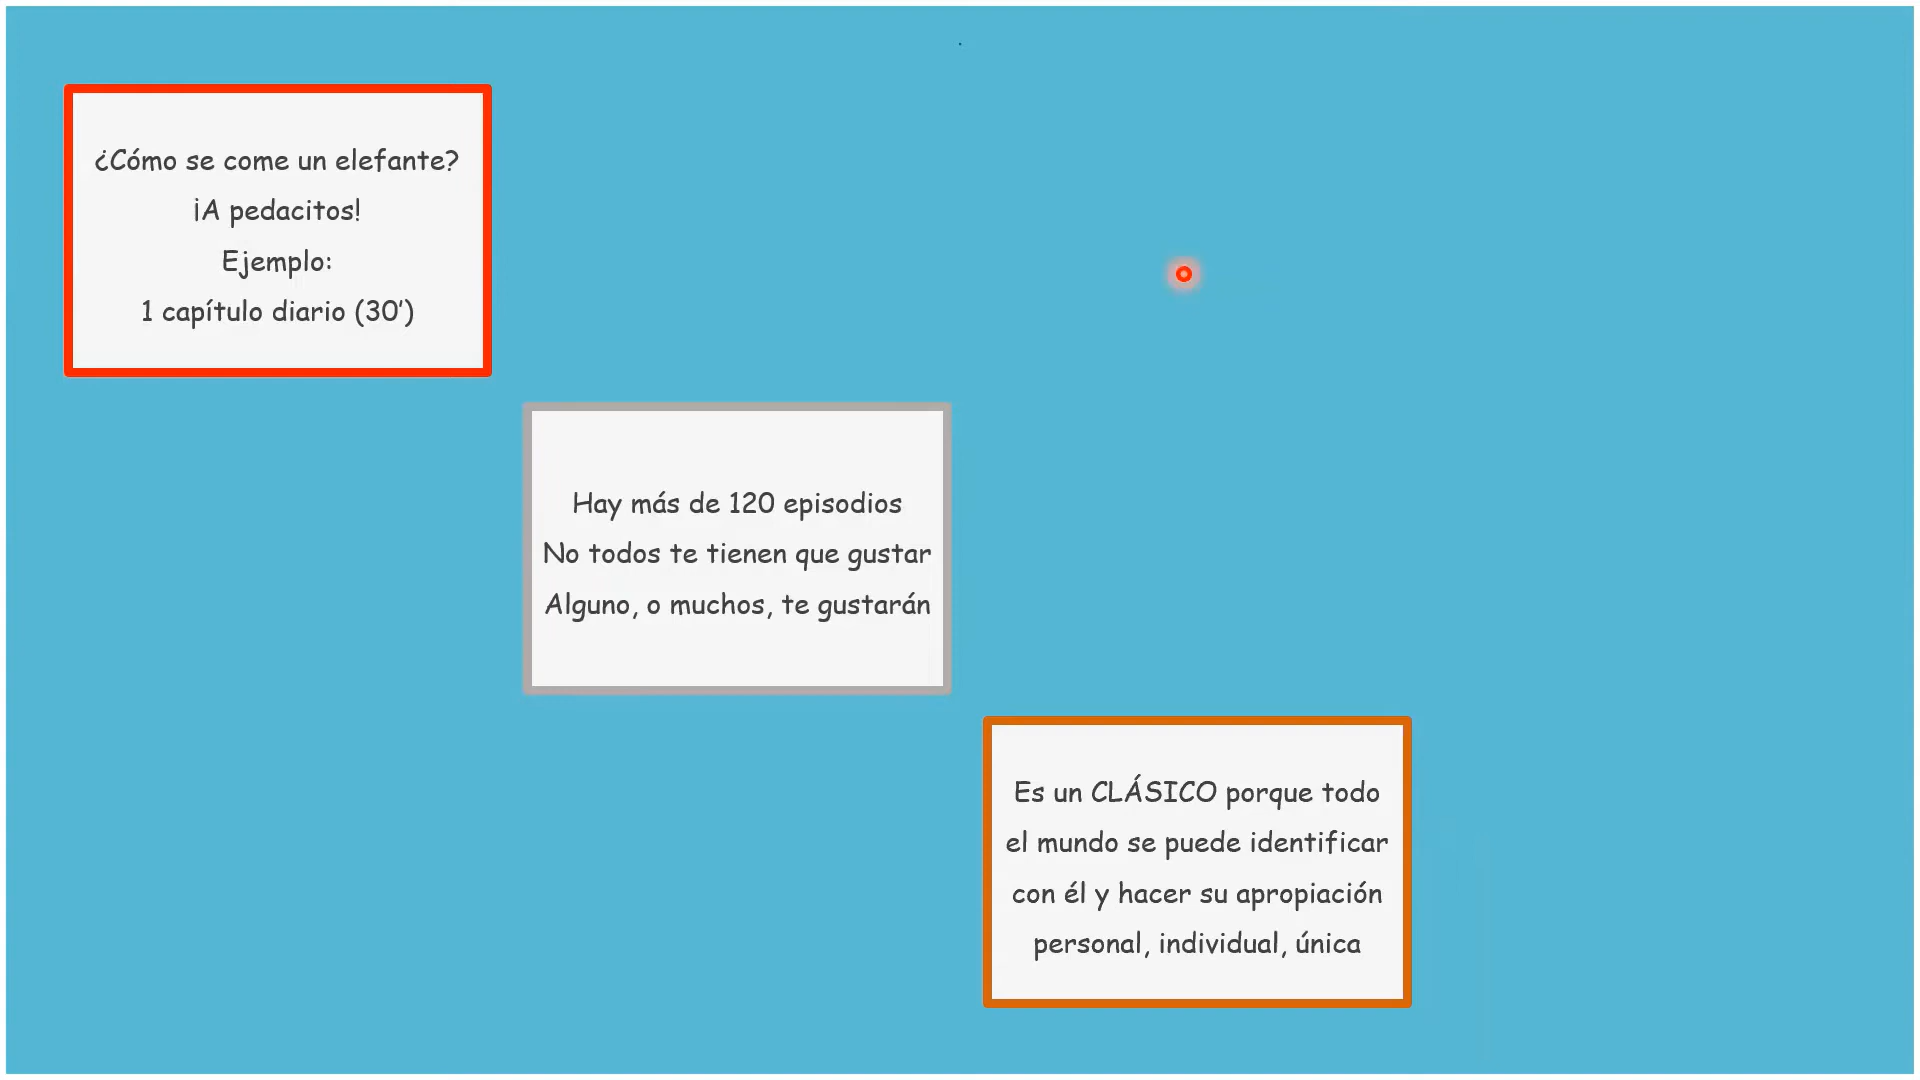 ¿Cómo se come un elefante?
¡A pedacitos!
Ejemplo:
1 capítulo diario (30’)
Hay más de 120 episodios
No todos te tienen que gustar
Alguno, o muchos, te gustarán
Es un CLÁSICO porque todo
el mundo se puede identificar
con él y hacer su apropiación
personal, individual, única